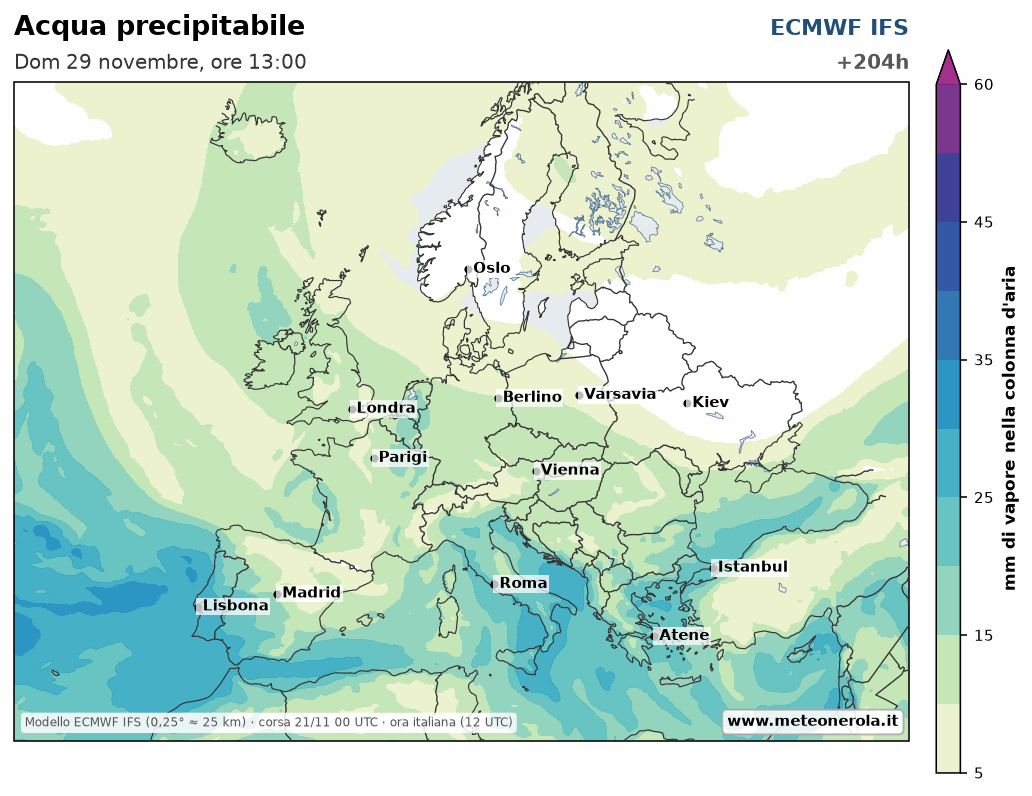 Acqua precipitabile
ECMWF IFS
Dom 29 novembre, ore 13:00
+204h
60
45
35
25
15
5
mm di vapore nella colonna d'aria
Oslo
Londra
Berlino
Varsavia
Kiev
Parigi
Vienna
Istanbul
Roma
Madrid
Lisbona
Atene
Modello ECMWF IFS (0,25° ≈ 25 km) · corsa 21/11 00 UTC · ora italiana (12 UTC)
www.meteonerola.it